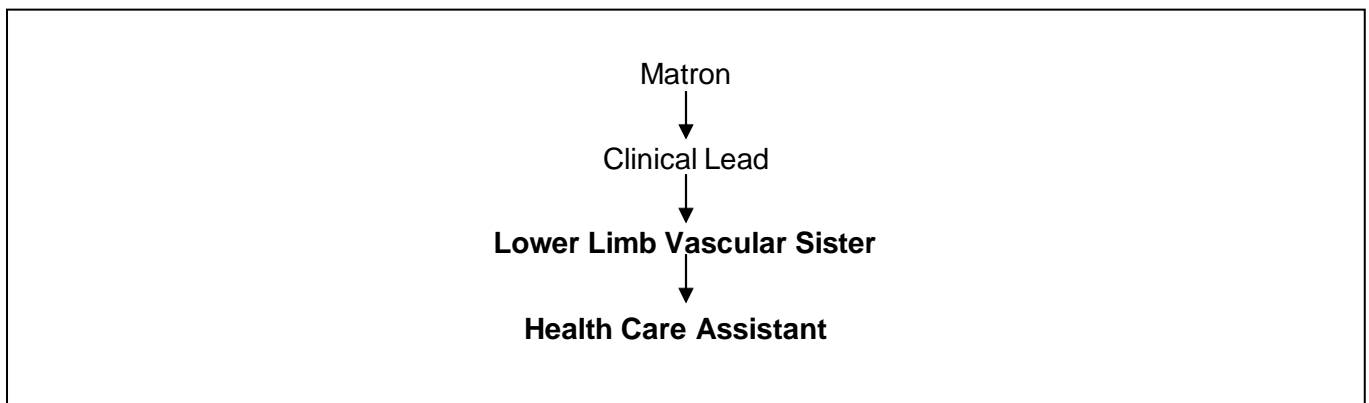 Matron
Clinical Lead
Lower Limb Vascular Sister
Health Care Assistant